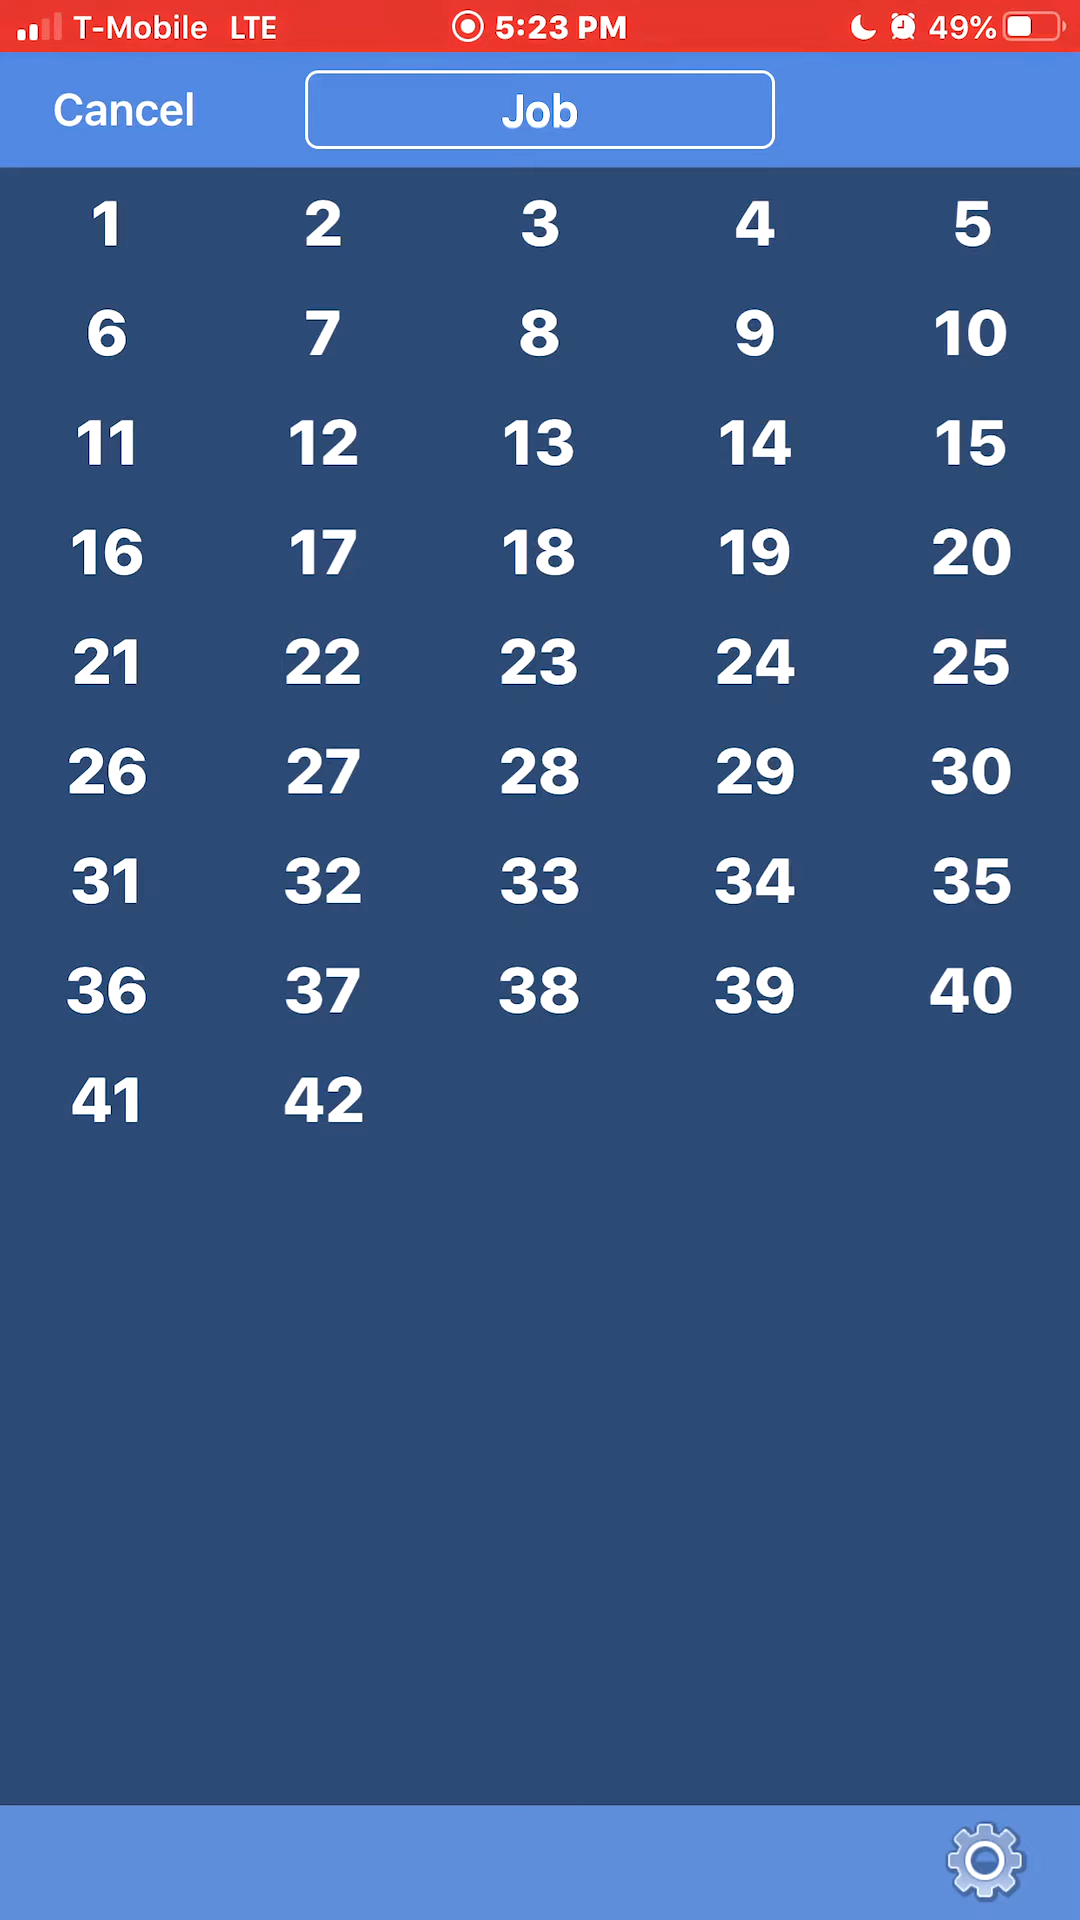 T-Mobile LTE 5:23 PM 49%
Cancel Job
1 2 3 4 5
6 7 8 9 10
11 12 13 14 15
16 17 18 19 20
21 22 23 24 25
26 27 28 29 30
31 32 33 34 35
36 37 38 39 40
41 42